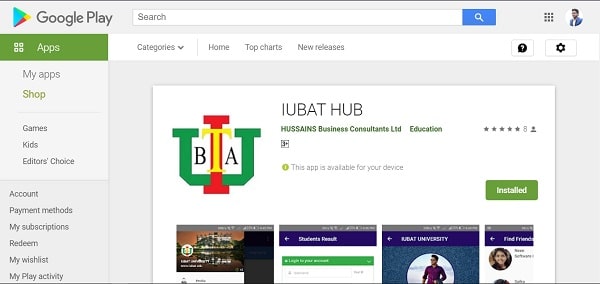 Google Play
Search
Apps
Categories
Home
Top charts
New releases
My apps
Shop
Games
Kids
Editors' Choice
Account
Payment methods
My subscriptions
Redeem
My wishlist
My Play activity
IUBAT HUB
HUSSAINS Business Consultants Ltd
Education
8
3+
This app is available for your device
Installed
B
A
Students Result
Login to your account
IUBAT UNIVERSITY
Find Friends